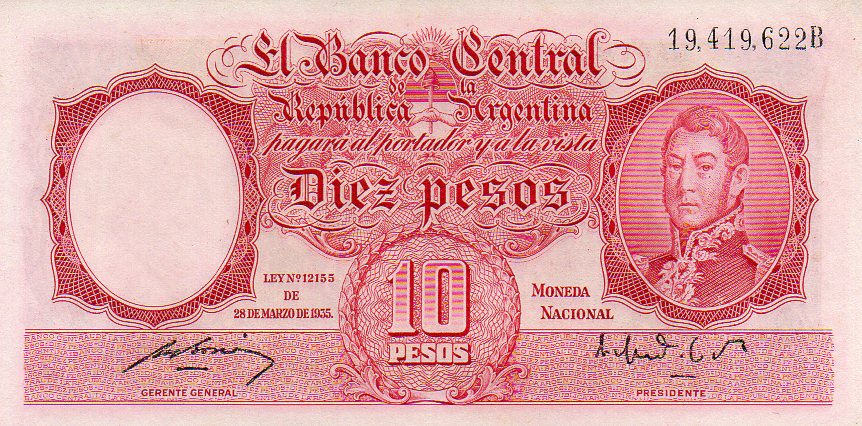 19,419,622B
El Banco Central
de la
República Argentina
pagará al portador y a la vista
Diez pesos
LEY Nº 12155
DE
28 DE MARZO DE 1935.
10
PESOS
MONEDA
NACIONAL
GERENTE GENERAL
PRESIDENTE